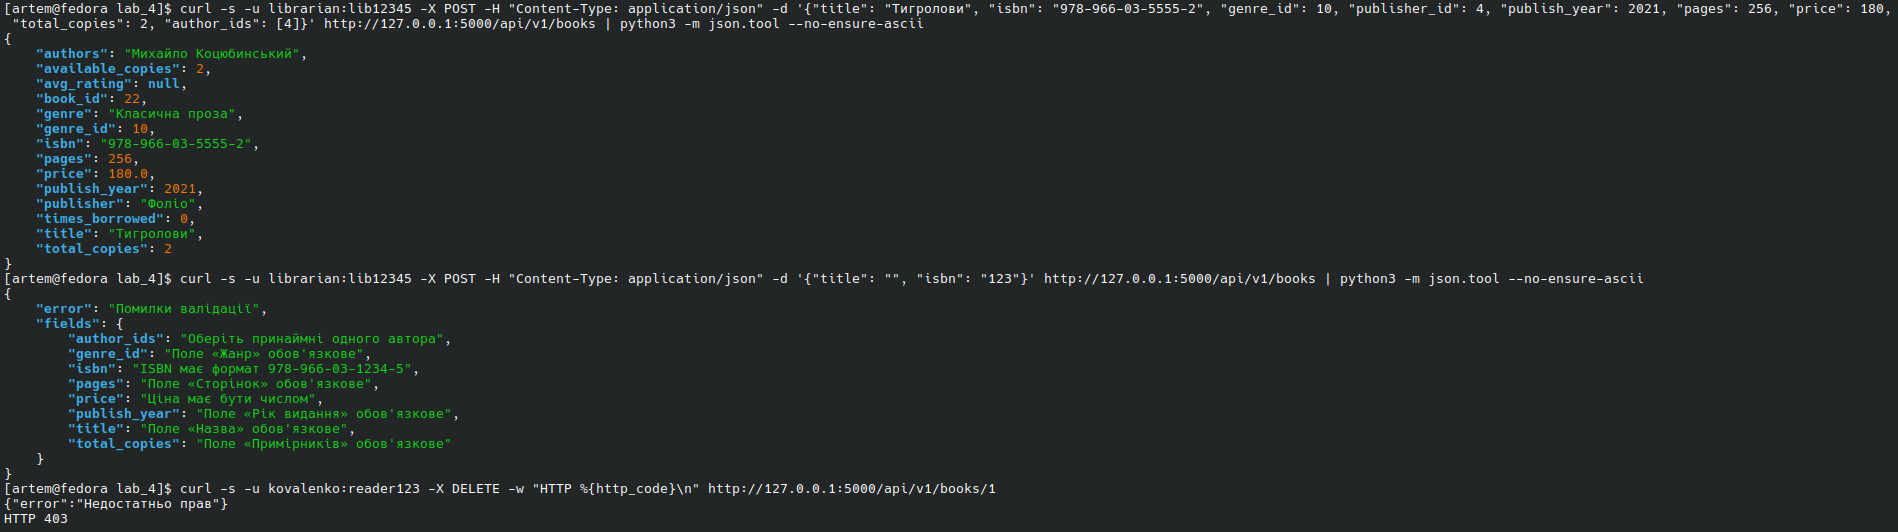 [artem@fedora lab_4]$ curl -s -u librarian:lib12345 -X POST -H "Content-Type: application/json" -d '{"title": "Тигролови", "isbn": "978-966-03-5555-2", "genre_id": 10, "publisher_id": 4, "publish_year": 2021, "pages": 256, "price": 180,
 "total_copies": 2, "author_ids": [4]}' http://127.0.0.1:5000/api/v1/books | python3 -m json.tool --no-ensure-ascii
{
    "authors": "Михайло Коцюбинський",
    "available_copies": 2,
    "avg_rating": null,
    "book_id": 22,
    "genre": "Класична проза",
    "genre_id": 10,
    "isbn": "978-966-03-5555-2",
    "pages": 256,
    "price": 180.0,
    "publish_year": 2021,
    "publisher": "Фоліо",
    "times_borrowed": 0,
    "title": "Тигролови",
    "total_copies": 2
}
[artem@fedora lab_4]$ curl -s -u librarian:lib12345 -X POST -H "Content-Type: application/json" -d '{"title": "", "isbn": "123"}' http://127.0.0.1:5000/api/v1/books | python3 -m json.tool --no-ensure-ascii
{
    "error": "Помилки валідації",
    "fields": {
        "author_ids": "Оберіть принаймні одного автора",
        "genre_id": "Поле «Жанр» обов'язкове",
        "isbn": "ISBN має формат 978-966-03-1234-5",
        "pages": "Поле «Сторінок» обов'язкове",
        "price": "Ціна має бути числом",
        "publish_year": "Поле «Рік видання» обов'язкове",
        "title": "Поле «Назва» обов'язкове",
        "total_copies": "Поле «Примірників» обов'язкове"
    }
}
[artem@fedora lab_4]$ curl -s -u kovalenko:reader123 -X DELETE -w "HTTP %{http_code}\n" http://127.0.0.1:5000/api/v1/books/1
{"error":"Недостатньо прав"}
HTTP 403